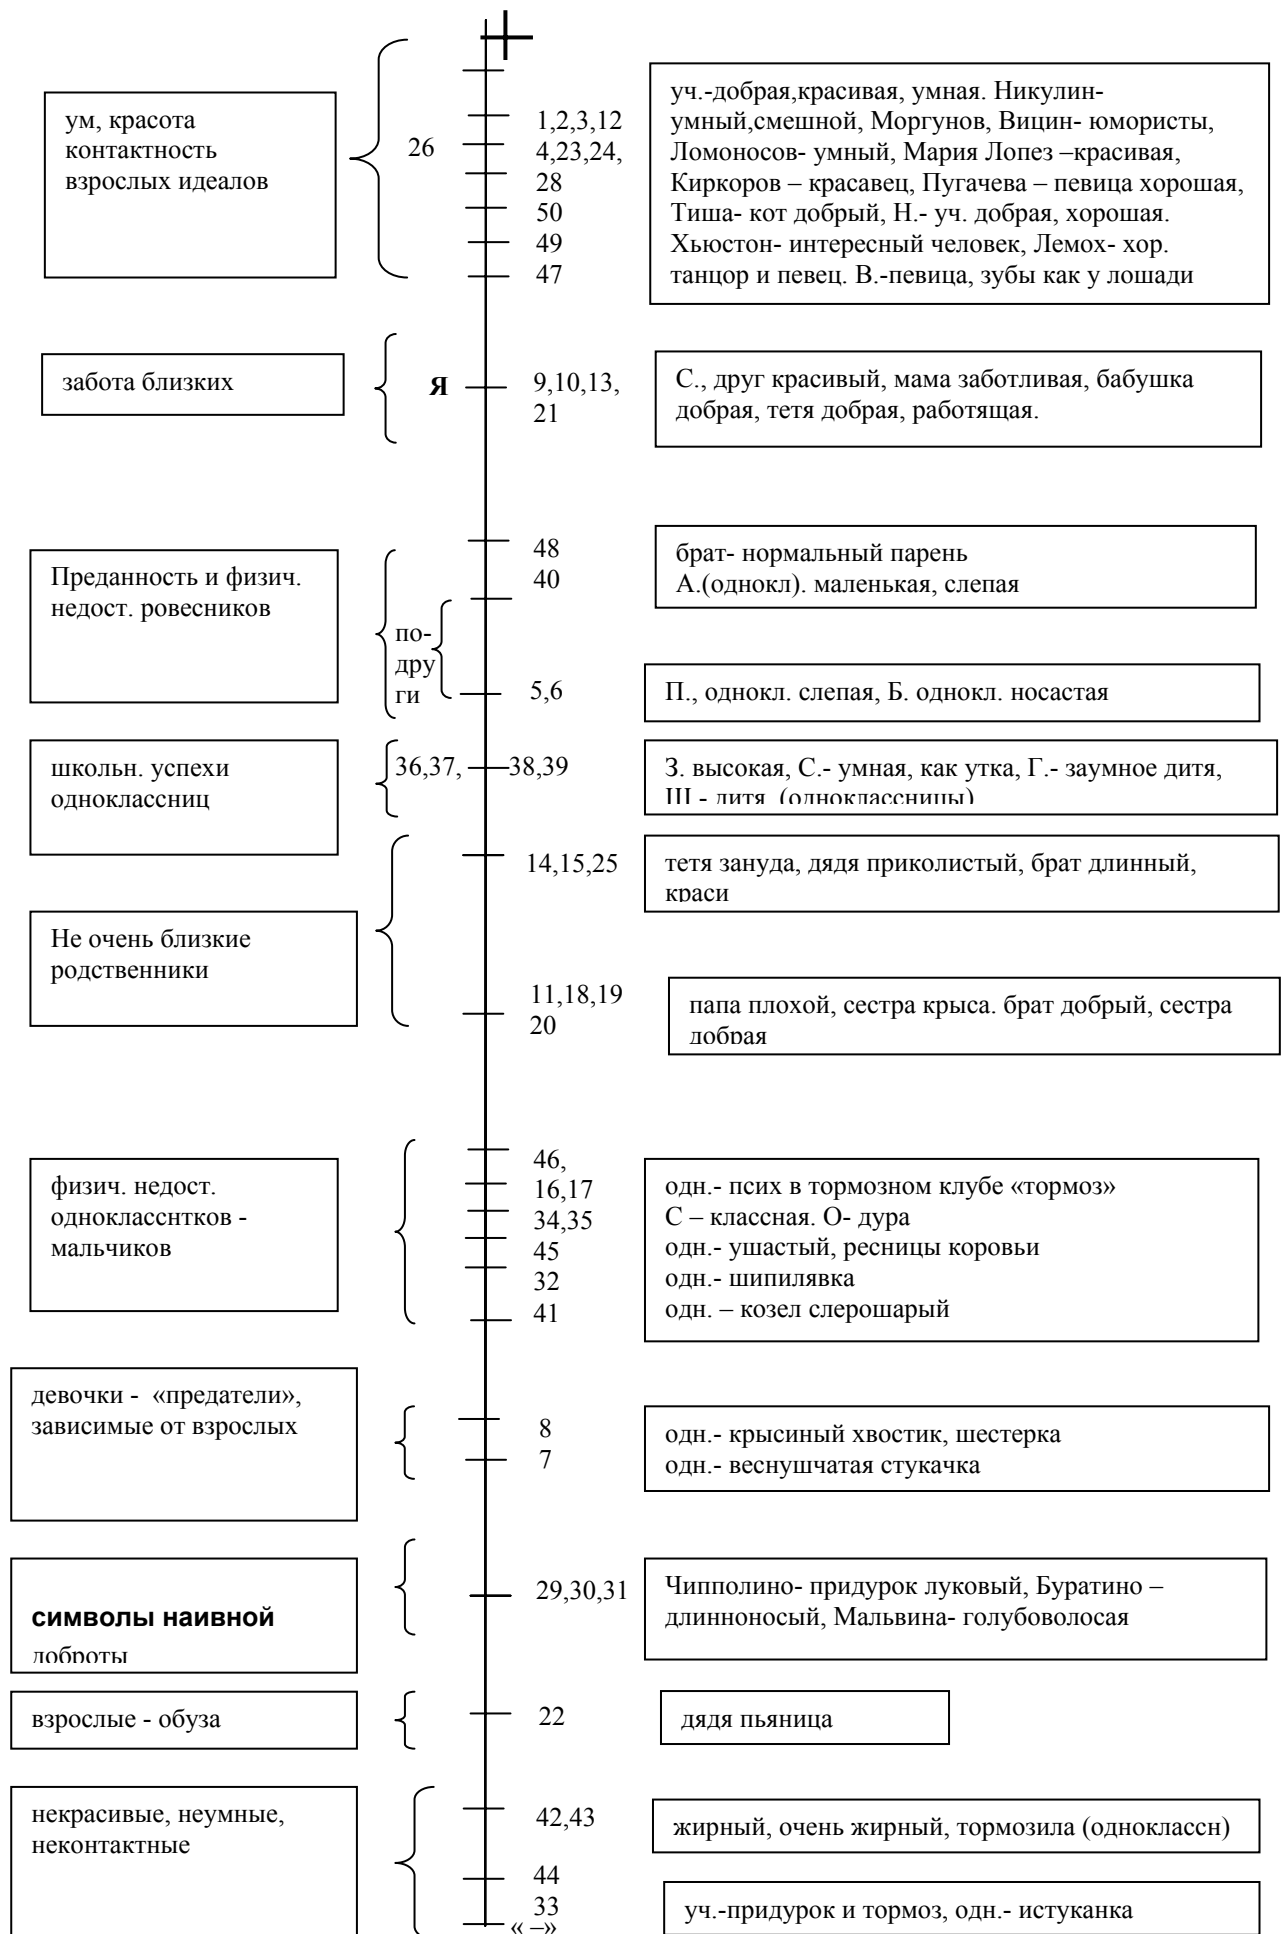 ум, красота
контактность
взрослых идеалов
26
1,2,3,12
4,23,24,
28
50
49
47
уч.-добрая,красивая, умная. Никулин-
умный,смешной, Моргунов, Вицин- юмористы,
Ломоносов- умный, Мария Лопез –красивая,
Киркоров – красавец, Пугачева – певица хорошая,
Тиша- кот добрый, Н.- уч. добрая, хорошая.
Хьюстон- интересный человек, Лемох- хор.
танцор и певец. В.-певица, зубы как у лошади
забота близких
Я
9,10,13,
21
С., друг красивый, мама заботливая, бабушка
добрая, тетя добрая, работящая.
Преданность и физич.
недост. ровесников
по-
дру
ги
48
40
брат- нормальный парень
А.(однокл). маленькая, слепая
5,6
П., однокл. слепая, Б. однокл. носастая
школьн. успехи
одноклассниц
36,37,
38,39
З. высокая, С.- умная, как утка, Г.- заумное дитя,
Ш.- дитя (одноклассницы)
Не очень близкие
родственники
14,15,25
тетя зануда, дядя приколистый, брат длинный,
краси
11,18,19
20
папа плохой, сестра крыса. брат добрый, сестра
добрая
физич. недост.
однокласснтков -
мальчиков
46,
16,17
34,35
45
32
41
одн.- псих в тормозном клубе «тормоз»
С – классная. О- дура
одн.- ушастый, ресницы коровьи
одн.- шипилявка
одн. – козел слерошарый
девочки - «предатели»,
зависимые от взрослых
8
7
одн.- крысиный хвостик, шестерка
одн.- веснушчатая стукачка
символы наивной
доброты
29,30,31
Чипполино- придурок луковый, Буратино –
длинноносый, Мальвина- голубоволосая
взрослые - обуза
22
дядя пьяница
некрасивые, неумные,
неконтактные
42,43
жирный, очень жирный, тормозила (одноклассн)
44
33
« –»
уч.-придурок и тормоз, одн.- истуканка